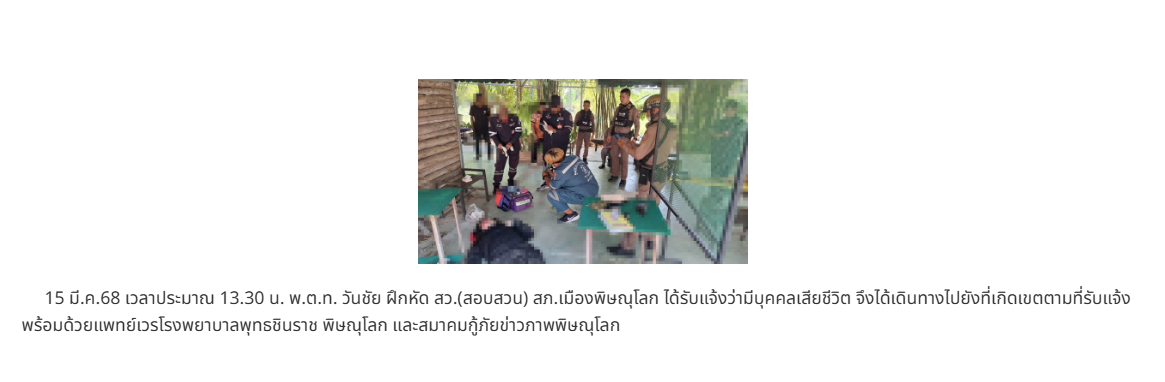 15 มี.ค.68 เวลาประมาณ 13.30 น. พ.ต.ท. วันชัย ฝึกหัด สว.(สอบสวน) สภ.เมืองพิษณุโลก ได้รับแจ้งว่ามีบุคคลเสียชีวิต จึงได้เดินทางไปยังที่เกิดเขตตามที่รับแจ้ง
พร้อมด้วยแพทย์เวรโรงพยาบาลพุทธชินราช พิษณุโลก และสมาคมกู้ภัยข่าวภาพพิษณุโลก